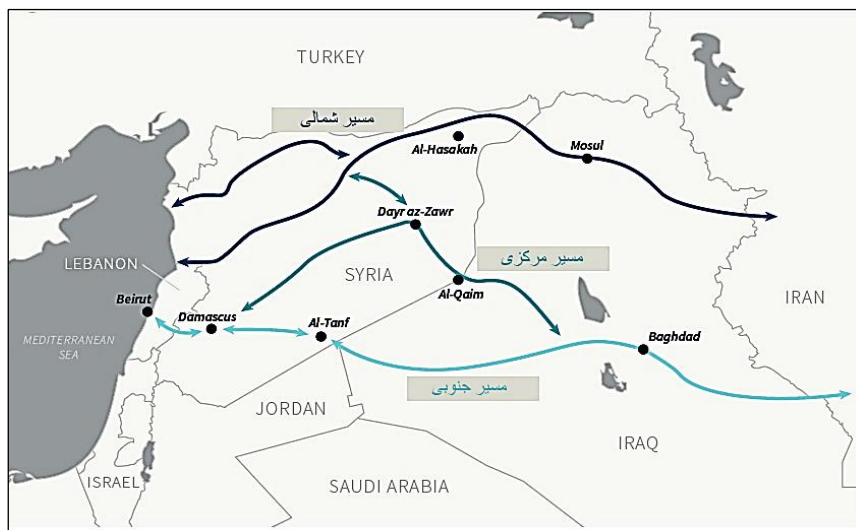 TURKEY
مسیر شمالی
Al-Hasakah
Mosul
Dayr az-Zawr
LEBANON
SYRIA
مسیر مرکزی
Al-Qaim
IRAN
Beirut
Damascus
Al-Tanf
Baghdad
MEDITERRANEAN
SEA
مسیر جنوبی
JORDAN
IRAQ
ISRAEL
SAUDI ARABIA